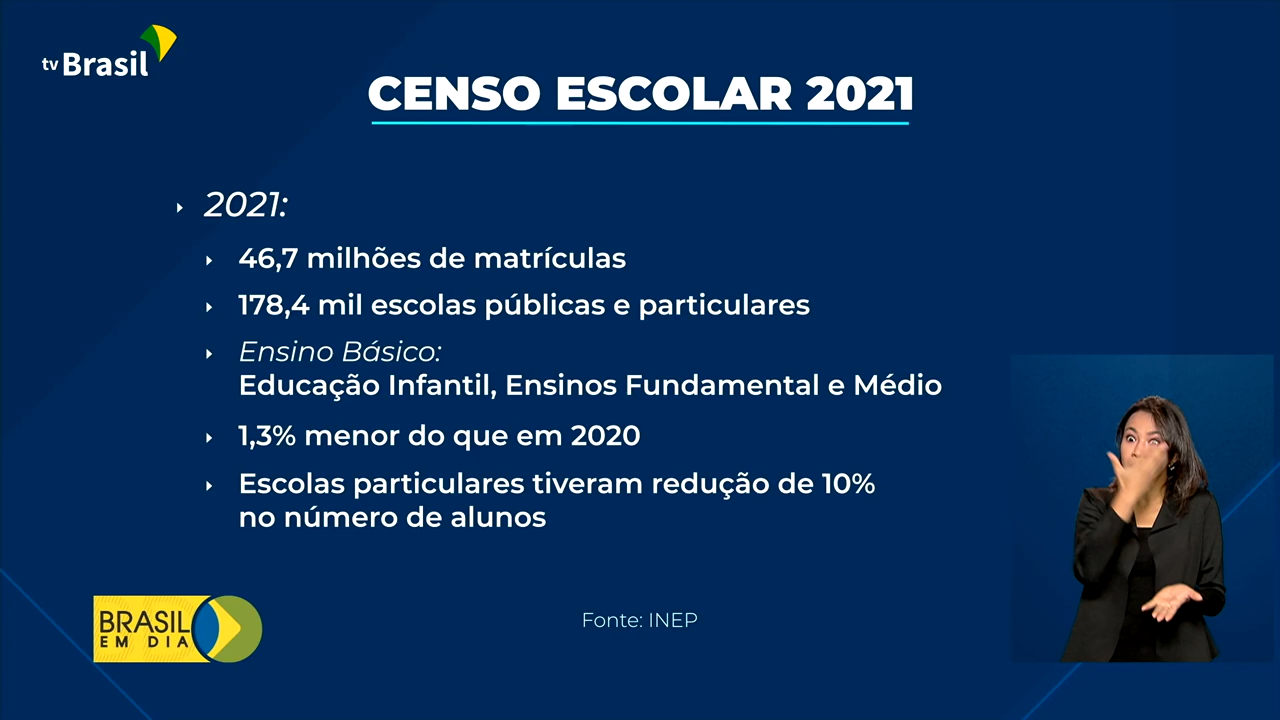 tv Brasil
CENSO ESCOLAR 2021
2021:
46,7 milhões de matrículas
178,4 mil escolas públicas e particulares
Ensino Básico:
Educação Infantil, Ensinos Fundamental e Médio
1,3% menor do que em 2020
Escolas particulares tiveram redução de 10%
no número de alunos
BRASIL
EM DIA
Fonte: INEP